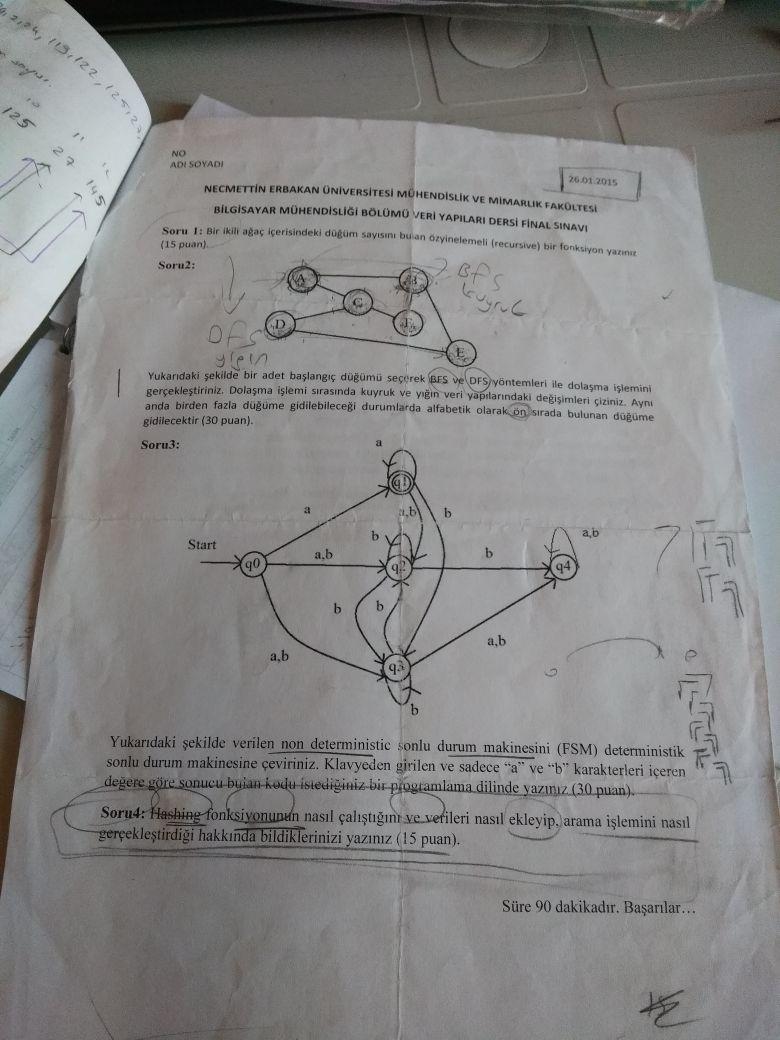 125
27
145
NO
ADI SOYADI
26.01.2015
NECMETTİN ERBAKAN ÜNİVERSİTESİ MÜHENDİSLİK VE MİMARLIK FAKÜLTESİ
BİLGİSAYAR MÜHENDİSLİĞİ BÖLÜMÜ VERİ YAPILARI DERSİ FİNAL SINAVI
Soru 1: Bir ikili ağaç içerisindeki düğüm sayısını bulan özyinelemeli (recursive) bir fonksiyon yazınız
(15 puan).
Soru2:
A
BFS
kuyruk
C
D
E
DFS
yığın
Yukarıdaki şekilde bir adet başlangıç düğümü seçerek BFS ve DFS yöntemleri ile dolaşma işlemini
gerçekleştiriniz. Dolaşma işlemi sırasında kuyruk ve yığın veri yapılarındaki değişimleri çiziniz. Aynı
anda birden fazla düğüme gidilebileceği durumlarda alfabetik olarak ön sırada bulunan düğüme
gidilecektir (30 puan).
Soru3:
a
q1
a
a,b
b
Start
b
a,b
b
a,b
q0
q2
q4
b
b
a,b
a,b
q3
b
Yukarıdaki şekilde verilen non deterministic sonlu durum makinesini (FSM) deterministik
sonlu durum makinesine çeviriniz. Klavyeden girilen ve sadece “a” ve “b” karakterleri içeren
değere göre sonucu bulan kodu istediğiniz bir programlama dilinde yazınız (30 puan).
Soru4: Hashing fonksiyonunun nasıl çalıştığını ve verileri nasıl ekleyip, arama işlemini nasıl
gerçekleştirdiği hakkında bildiklerinizi yazınız (15 puan).
Süre 90 dakikadır. Başarılar…